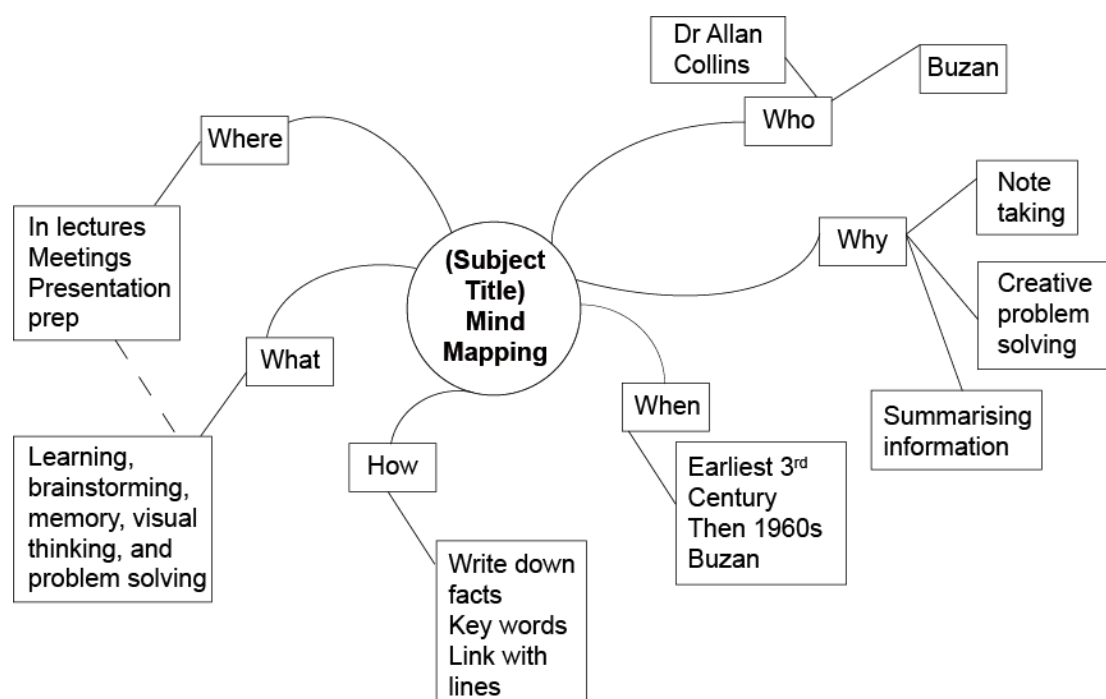 (Subject
Title)
Mind
Mapping
Who
Dr Allan
Collins
Buzan
Why
Note
taking
Creative
problem
solving
Summarising
information
When
Earliest 3rd
Century
Then 1960s
Buzan
How
Write down
facts
Key words
Link with
lines
What
Learning,
brainstorming,
memory, visual
thinking, and
problem solving
Where
In lectures
Meetings
Presentation
prep